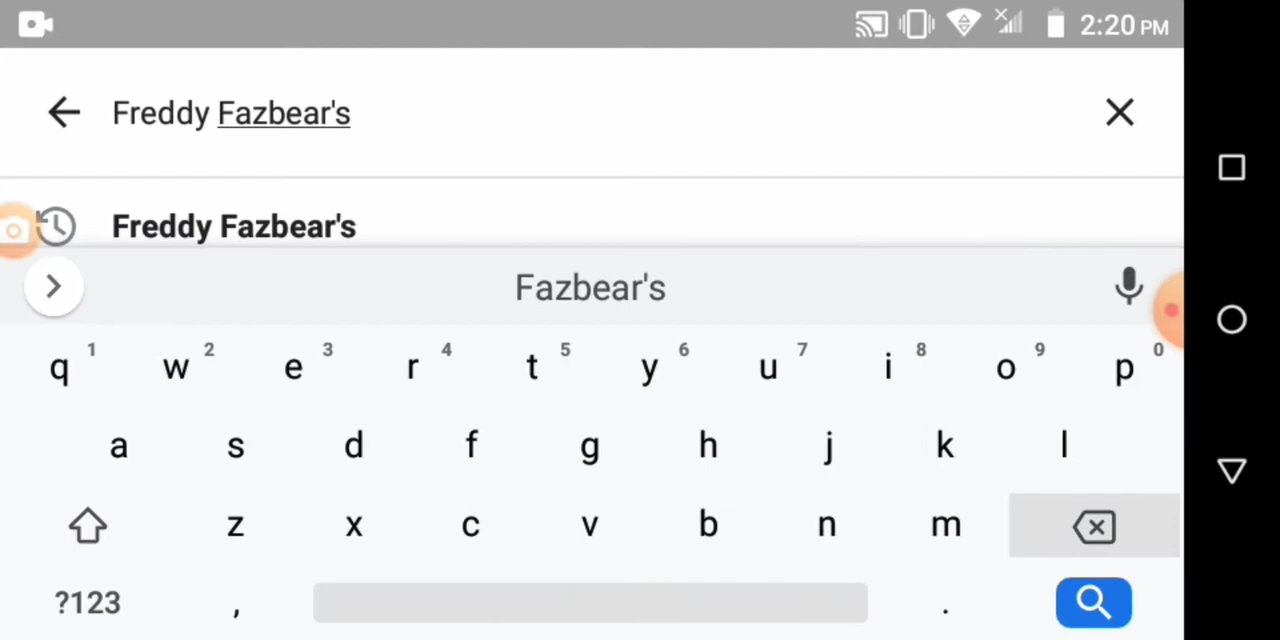 2:20 PM
Freddy Fazbear's
Freddy Fazbear's
Fazbear's
q 1 w 2 e 3 r 4 t 5 y 6 u 7 i 8 o 9 p 0
a s d f g h j k l
z x c v b n m
?123 , .